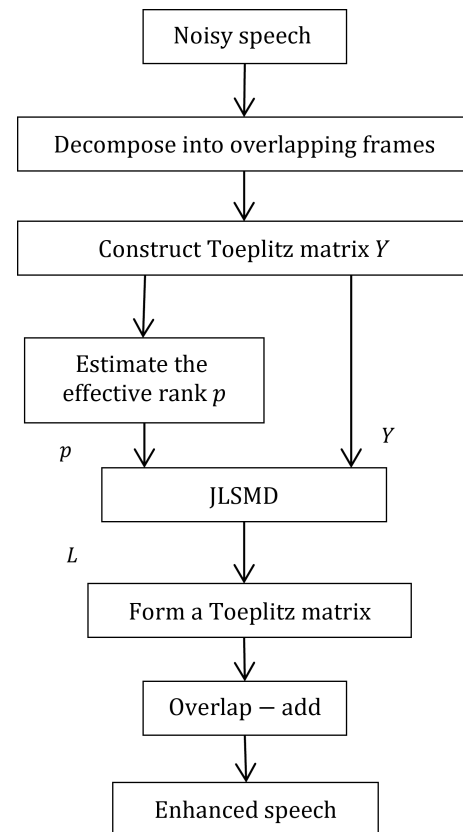 Noisy speech
Decompose into overlapping frames
Construct Toeplitz matrix Y
Estimate the
effective rank p
Y
p
JLSMD
L
Form a Toeplitz matrix
Overlap − add
Enhanced speech